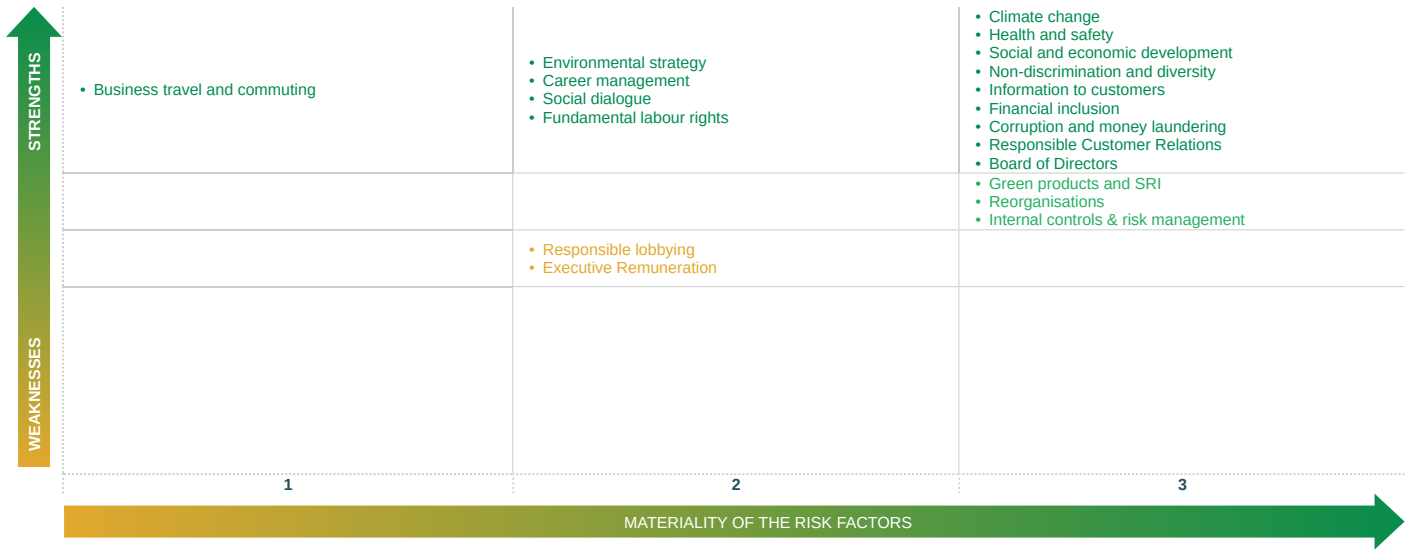 STRENGTHS
WEAKNESSES
• Business travel and commuting
• Environmental strategy
• Career management
• Social dialogue
• Fundamental labour rights
• Climate change
• Health and safety
• Social and economic development
• Non-discrimination and diversity
• Information to customers
• Financial inclusion
• Corruption and money laundering
• Responsible Customer Relations
• Board of Directors
• Green products and SRI
• Reorganisations
• Internal controls & risk management
• Responsible lobbying
• Executive Remuneration
1
2
3
MATERIALITY OF THE RISK FACTORS